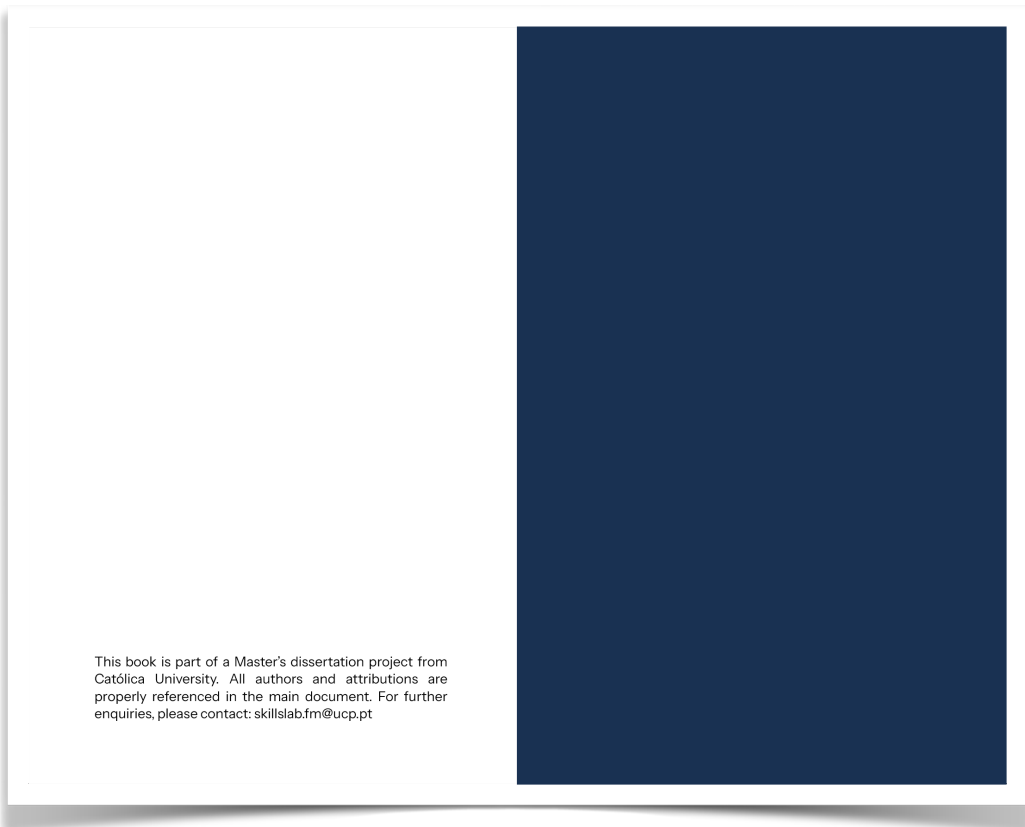 This book is part of a Master's dissertation project from
Católica University. All authors and attributions are
properly referenced in the main document. For further
enquiries, please contact: skillslab.fm@ucp.pt